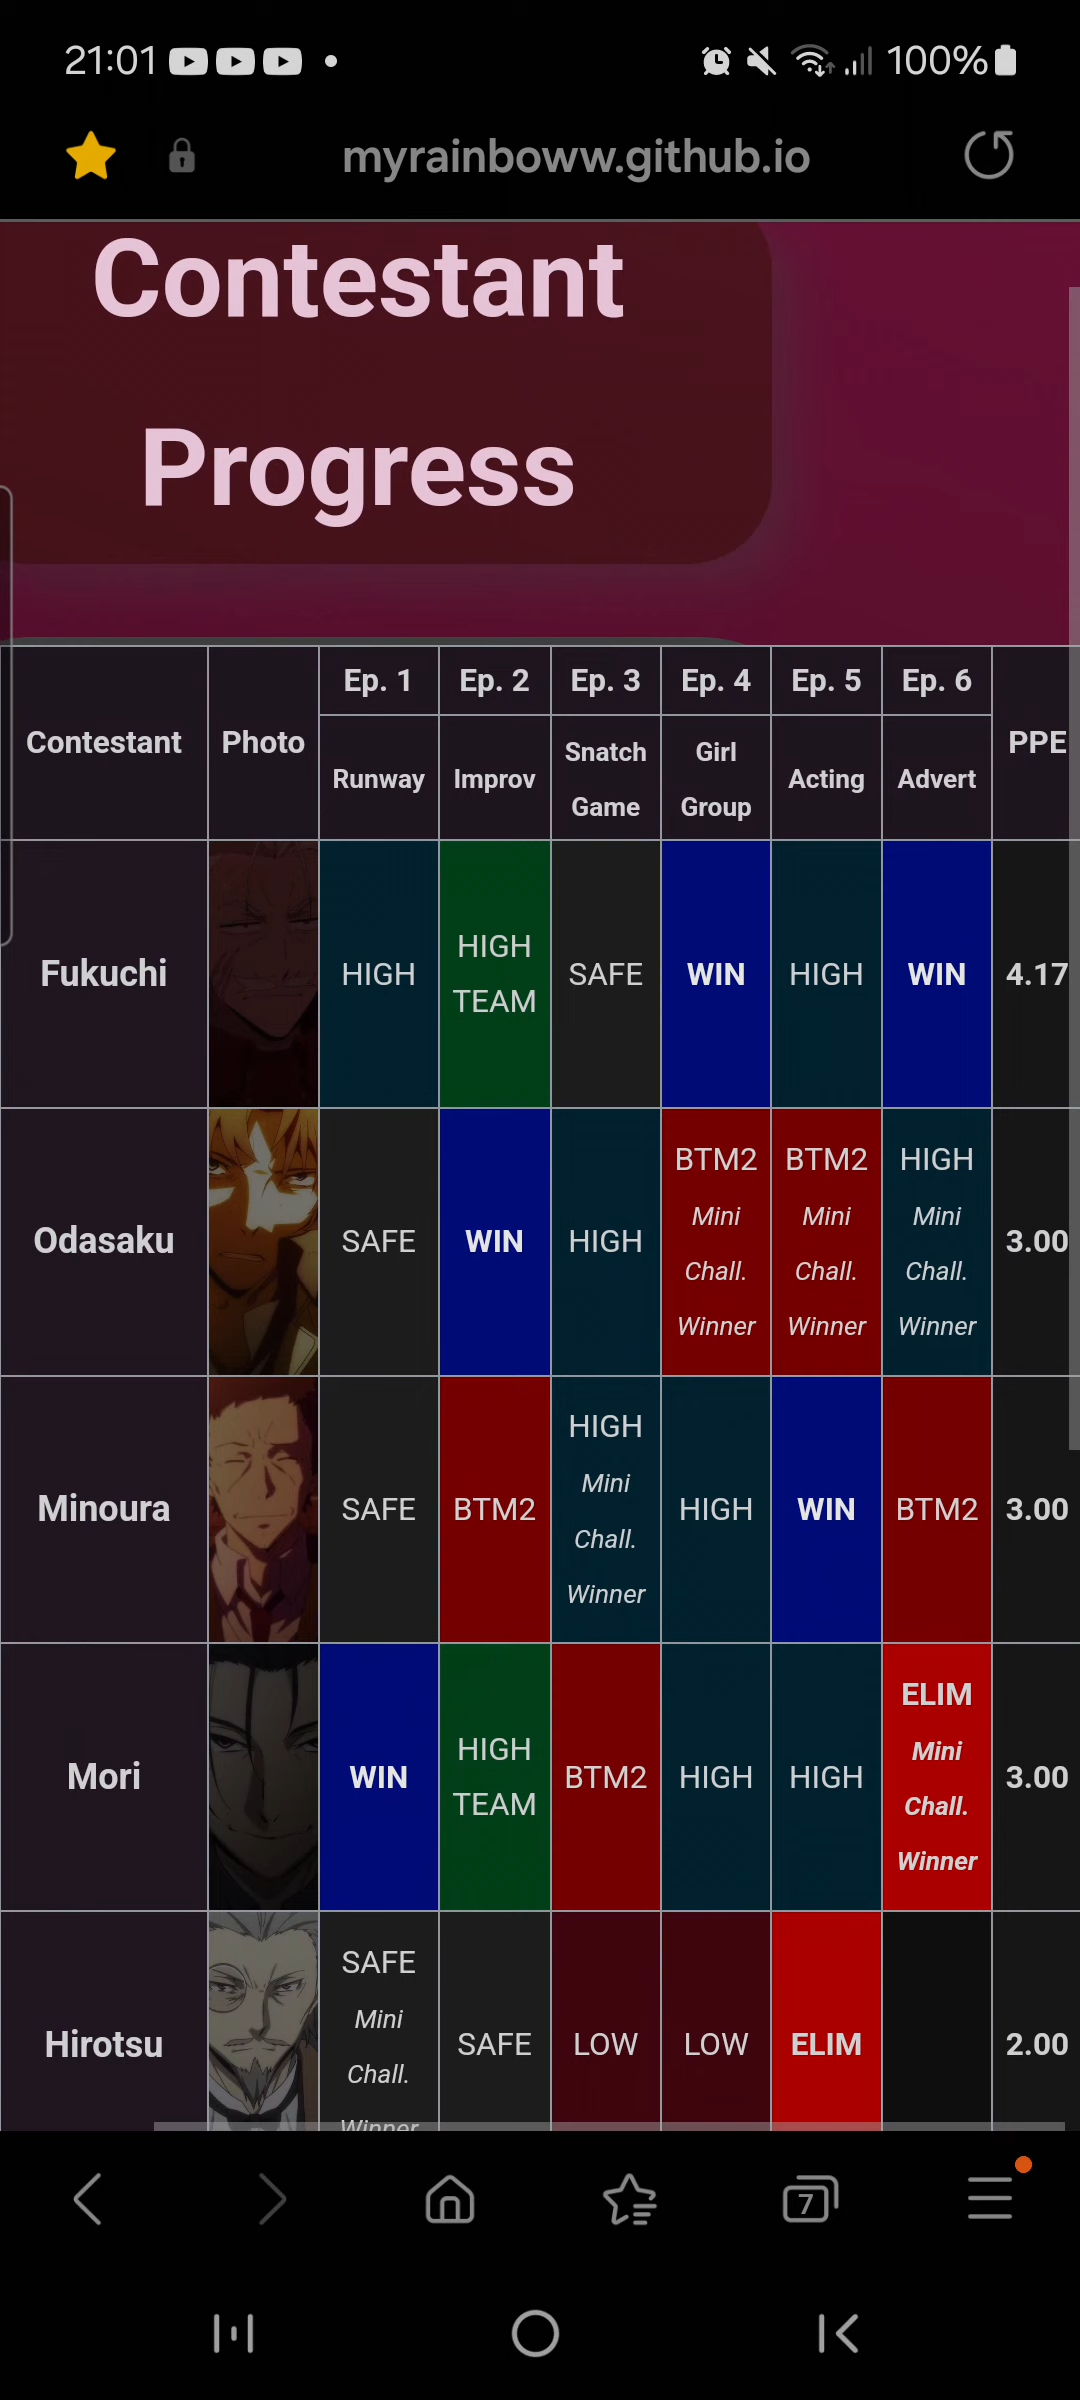 21:01 100%
myrainboww.github.io
Contestant
Progress
Contestant Photo Ep. 1 Ep. 2 Ep. 3 Ep. 4 Ep. 5 Ep. 6 PPE
Runway Improv Snatch Game Girl Group Acting Advert
Fukuchi HIGH HIGH TEAM SAFE WIN HIGH WIN 4.17
Odasaku SAFE WIN HIGH BTM2 Mini Chall. Winner BTM2 Mini Chall. Winner HIGH Mini Chall. Winner 3.00
Minoura SAFE BTM2 HIGH Mini Chall. Winner HIGH WIN BTM2 3.00
Mori WIN HIGH TEAM BTM2 HIGH HIGH ELIM Mini Chall. Winner 3.00
Hirotsu SAFE Mini Chall. Winner SAFE LOW LOW ELIM 2.00
7